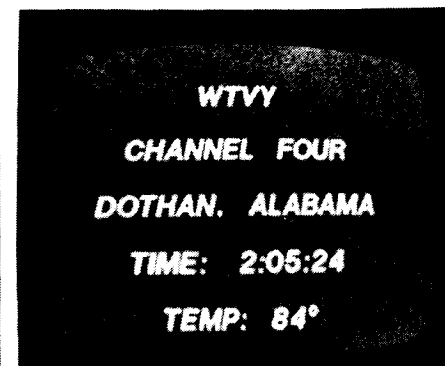 WTVY
CHANNEL FOUR
DOTHAN, ALABAMA
TIME: 2:05:24
TEMP: 84°